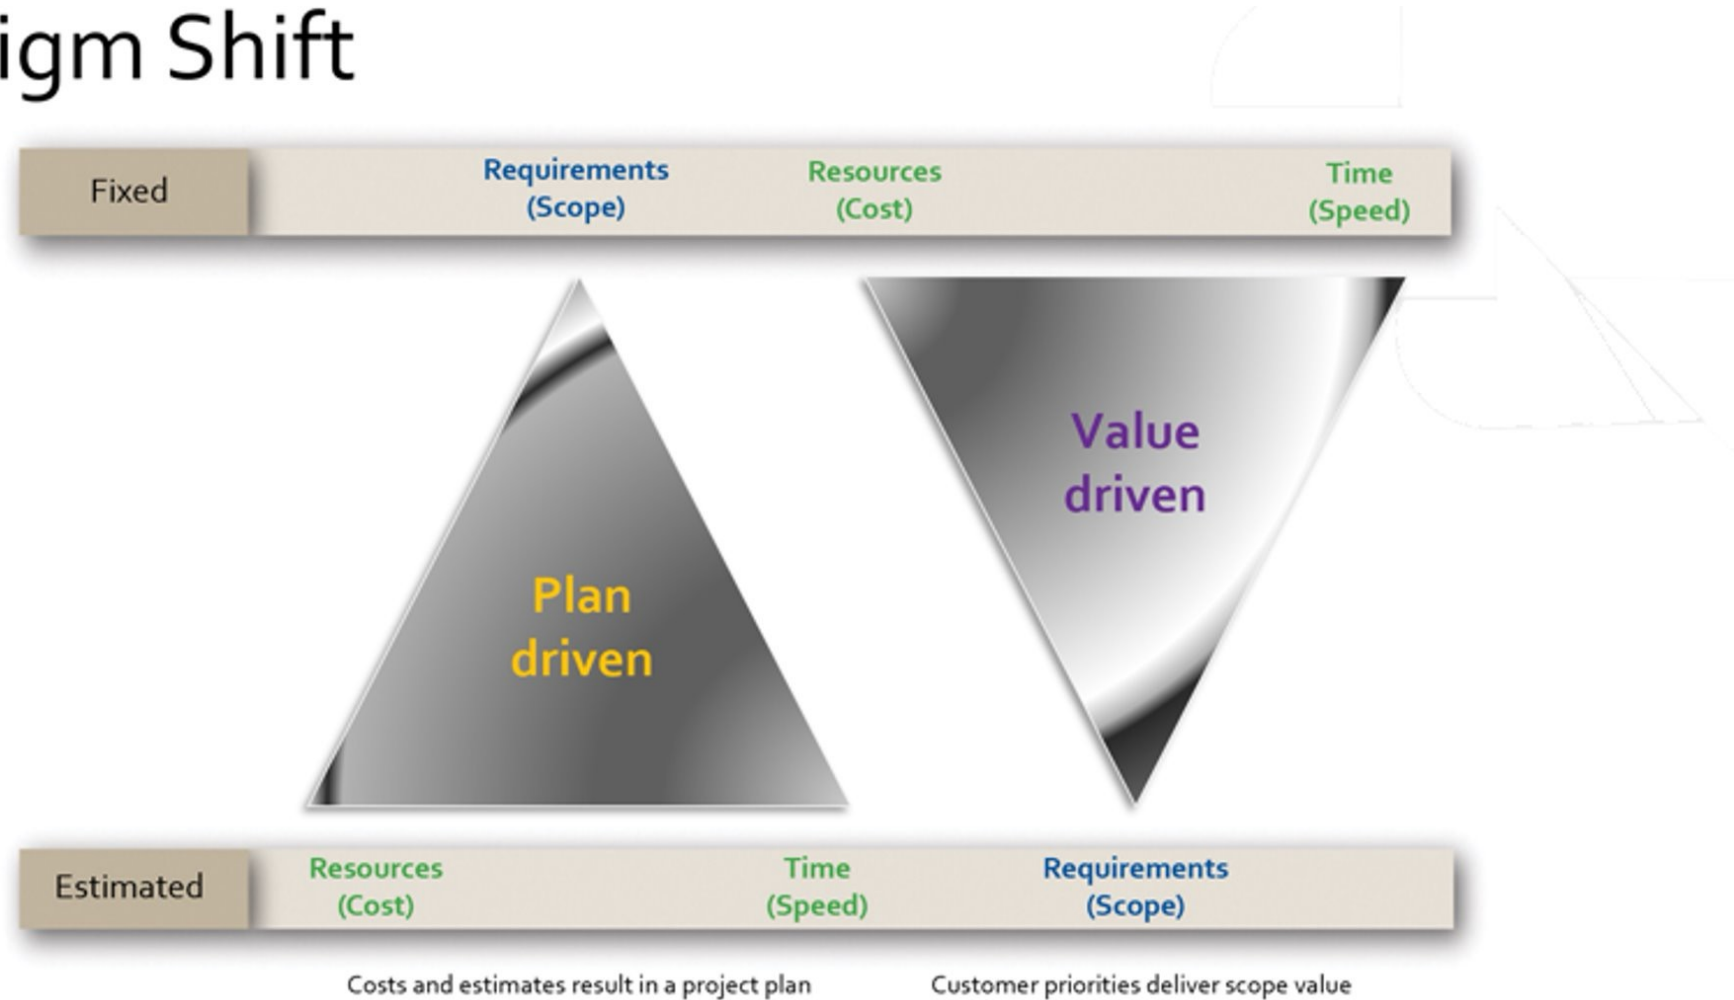 igm Shift
Fixed
Requirements
(Scope)
Resources
(Cost)
Time
(Speed)
Plan
driven
Value
driven
Estimated
Resources
(Cost)
Time
(Speed)
Requirements
(Scope)
Costs and estimates result in a project plan
Customer priorities deliver scope value